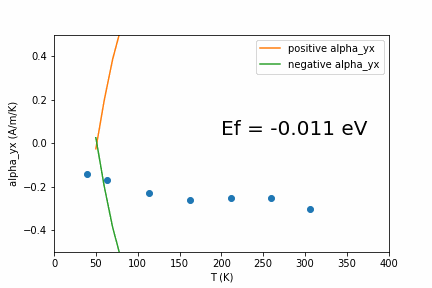 positive alpha_yx
negative alpha_yx
Ef = -0.011 eV
alpha_yx (A/m/K)
0.4
0.2
0.0
−0.2
−0.4
0 50 100 150 200 250 300 350 400
T (K)